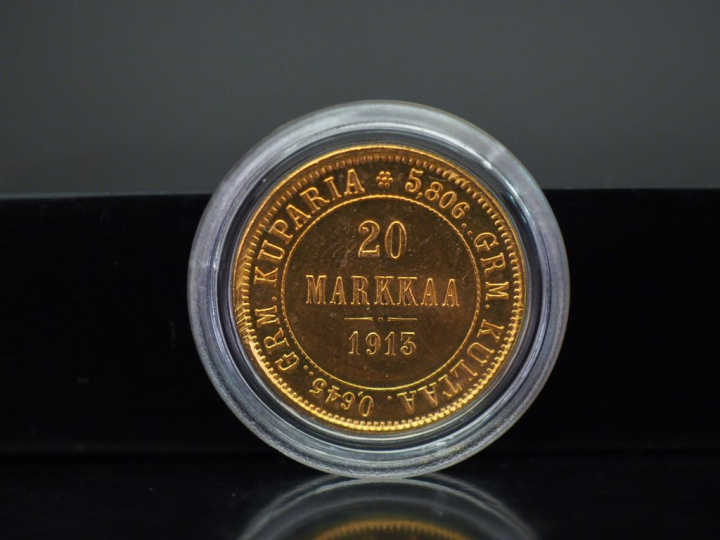 20
MARKKAA
1913
5,806..GRM. KULTAA. 0,645..GRM. KUPARIA